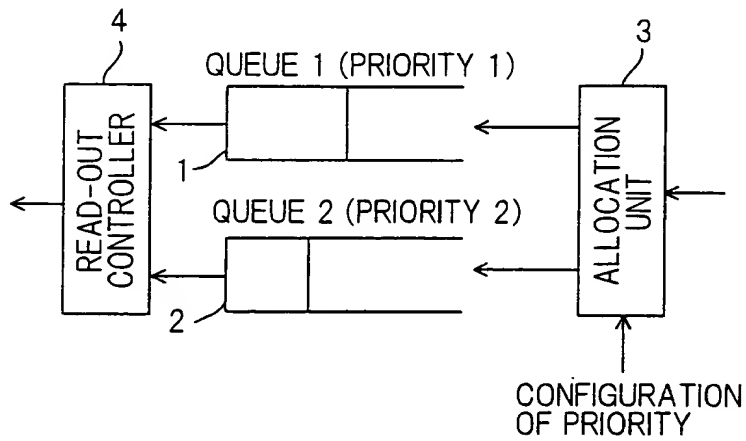 4
3
QUEUE 1 (PRIORITY 1)
READ-OUT
CONTROLLER
1
ALLOCATION
UNIT
QUEUE 2 (PRIORITY 2)
2
CONFIGURATION
OF PRIORITY